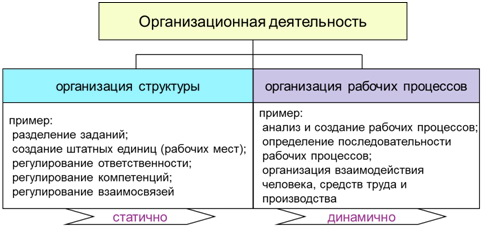 Организационная деятельность
организация структуры
пример:
разделение заданий;
создание штатных единиц (рабочих мест);
регулирование ответственности;
регулирование компетенций;
регулирование взаимосвязей
статично
организация рабочих процессов
пример:
анализ и создание рабочих процессов;
определение последовательности
рабочих процессов;
организация взаимодействия
человека, средств труда и
производства
динамично